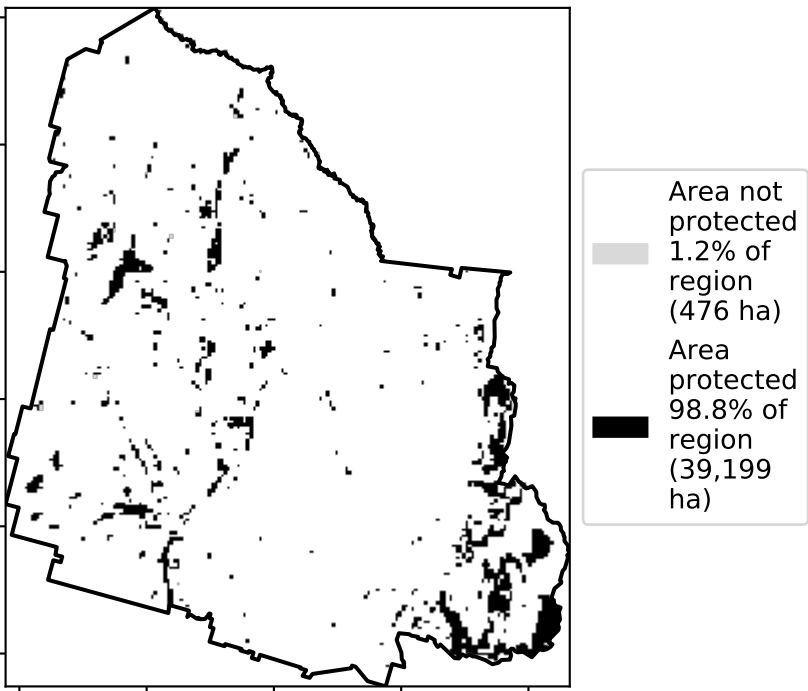 Area not
protected
1.2% of
region
(476 ha)
Area
protected
98.8% of
region
(39,199
ha)